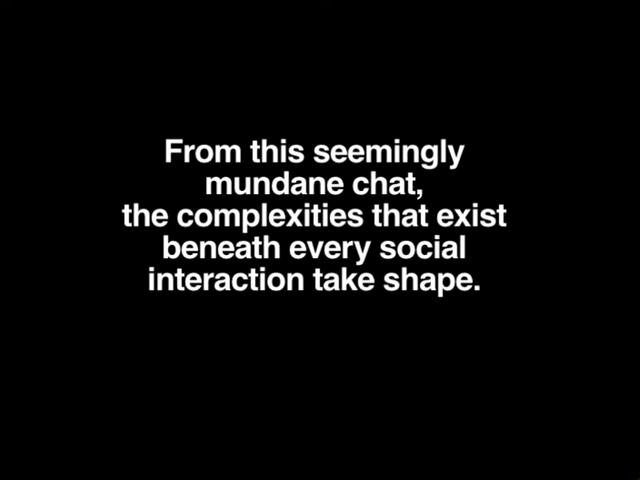 From this seemingly
mundane chat,
the complexities that exist
beneath every social
interaction take shape.